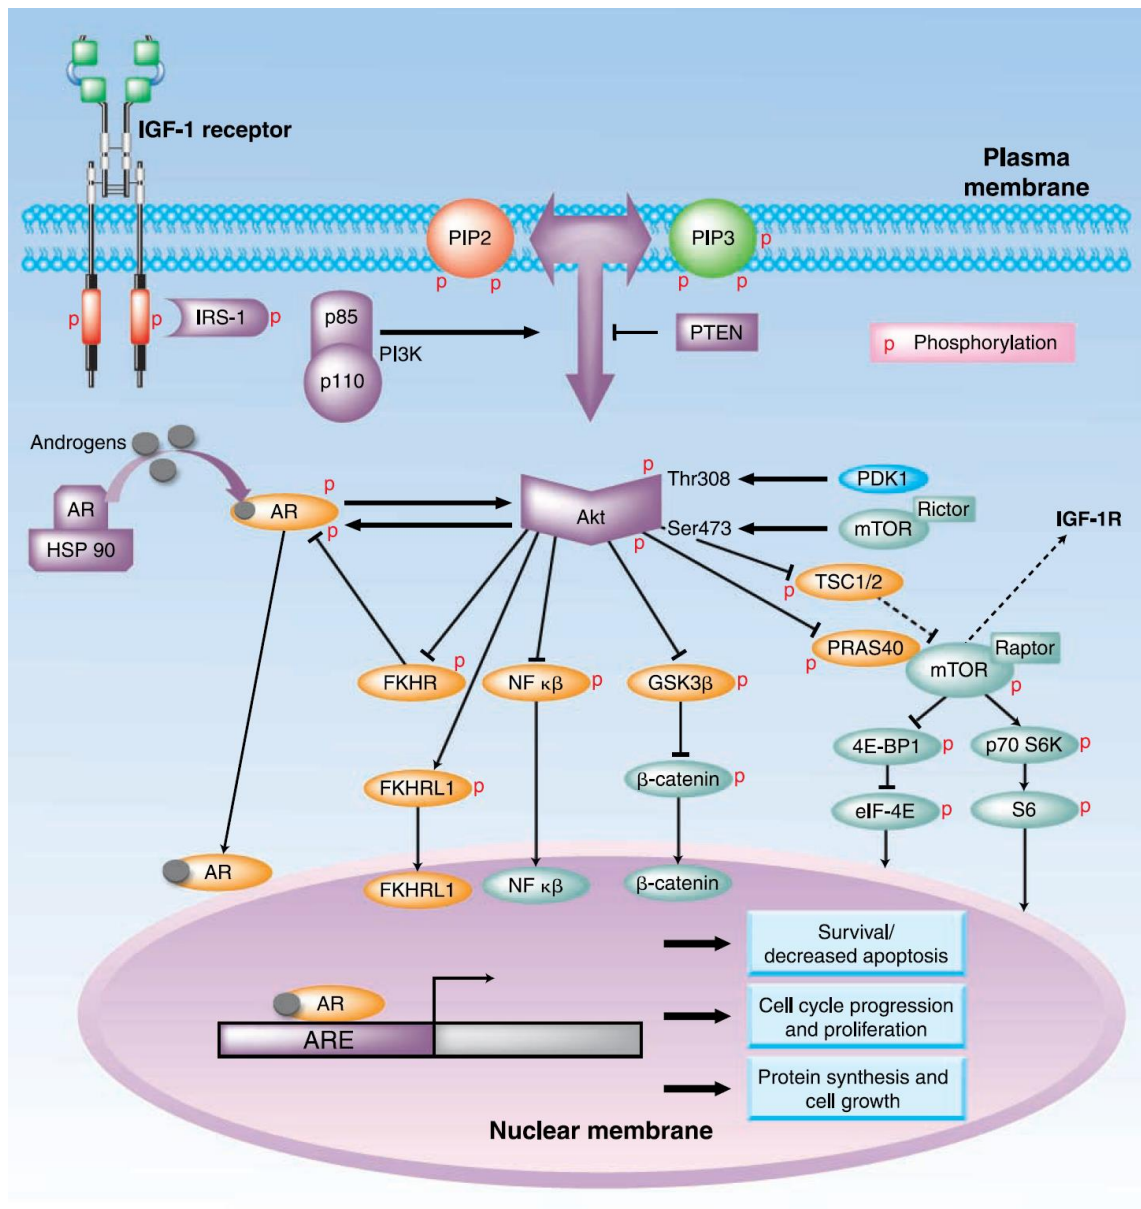 IGF-1 receptor
Plasma
membrane
PIP2
PIP3
p
p
p
p
p
p
p
IRS-1
p
p85
PI3K
p110
PTEN
p Phosphorylation
Androgens
AR
HSP 90
p
AR
p
p
Akt
p
Thr308
Ser473
PDK1
Rictor
mTOR
IGF-1R
TSC1/2
p
PRAS40
p
Raptor
mTOR
p
p
FKHR
NF κβ
p
GSK3β
p
4E-BP1
p
p70 S6K
p
FKHRL1
p
β-catenin
p
eIF-4E
p
S6
p
AR
FKHRL1
NF κβ
β-catenin
Survival/
decreased apoptosis
AR
ARE
Cell cycle progression
and proliferation
Protein synthesis and
cell growth
Nuclear membrane